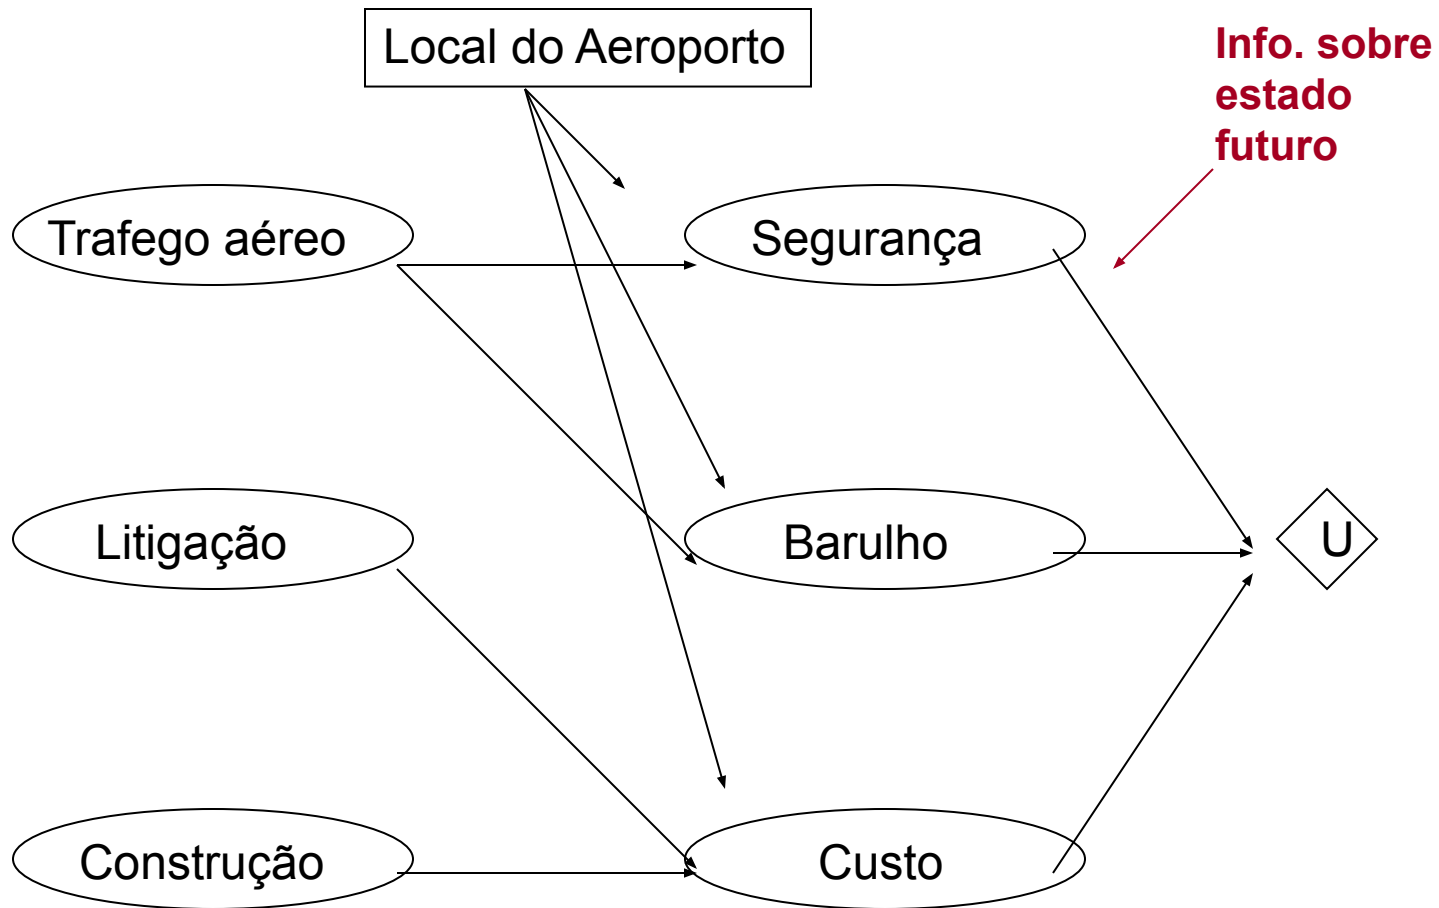 Local do Aeroporto
Info. sobre
estado
futuro
Trafego aéreo
Segurança
Litigação
Barulho
U
Construção
Custo